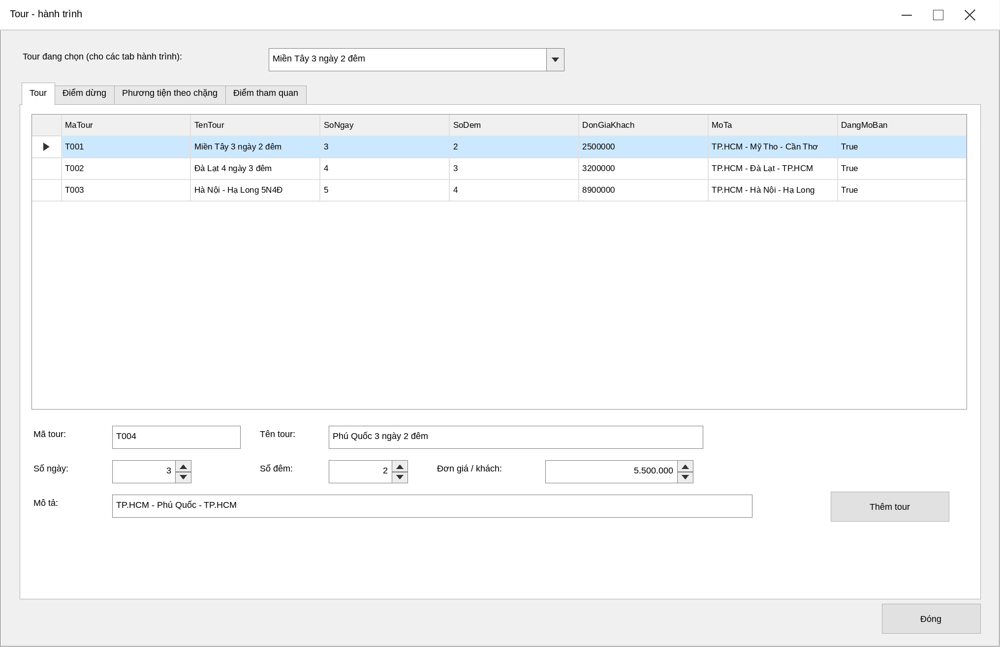 Tour - hành trình
Tour đang chọn (cho các tab hành trình): Miền Tây 3 ngày 2 đêm
Tour Điểm dừng Phương tiện theo chặng Điểm tham quan
MaTour TenTour SoNgay SoDem DonGiaKhach MoTa DangMoBan
T001 Miền Tây 3 ngày 2 đêm 3 2 2500000 TP.HCM - Mỹ Tho - Cần Thơ True
T002 Đà Lạt 4 ngày 3 đêm 4 3 3200000 TP.HCM - Đà Lạt - TP.HCM True
T003 Hà Nội - Hạ Long 5N4Đ 5 4 8900000 TP.HCM - Hà Nội - Hạ Long True
Mã tour: T004 Tên tour: Phú Quốc 3 ngày 2 đêm
Số ngày: 3 Số đêm: 2 Đơn giá / khách: 5.500.000
Mô tả: TP.HCM - Phú Quốc - TP.HCM Thêm tour
Đóng